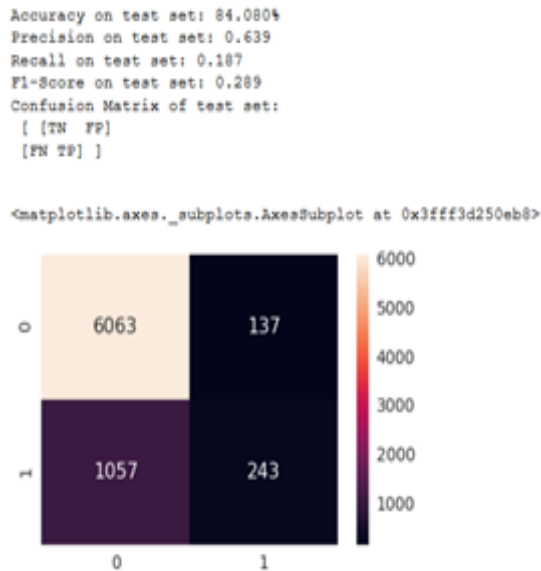 Accuracy on test set: 84.080%
Precision on test set: 0.639
Recall on test set: 0.187
F1-Score on test set: 0.289
Confusion Matrix of test set:
[ [TN FP]
[FN TP] ]
<matplotlib.axes._subplots.AxesSubplot at 0x3fff3d250eb8>
6000
0 6063 137
5000
4000
3000
2000
1 1057 243
1000
0 1